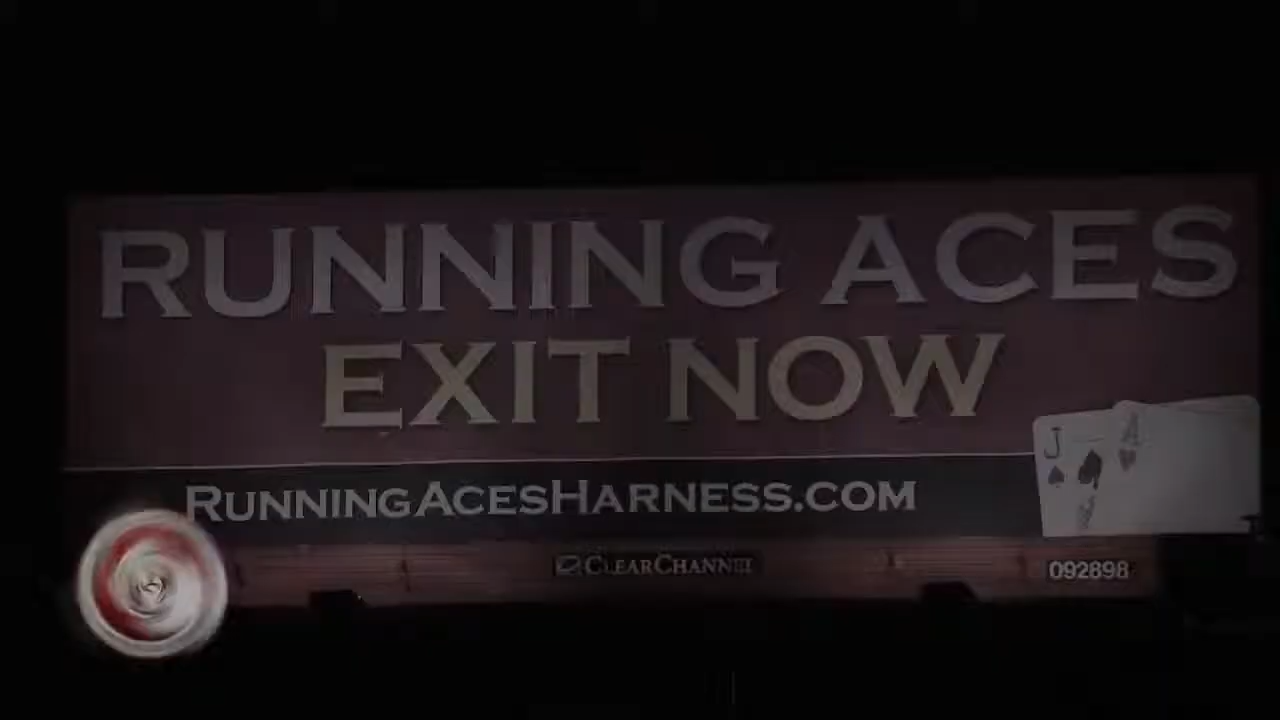 RUNNING ACES
EXIT NOW
RUNNINGACESHARNESS.COM
J
A
CLEARCHANNEL
092898